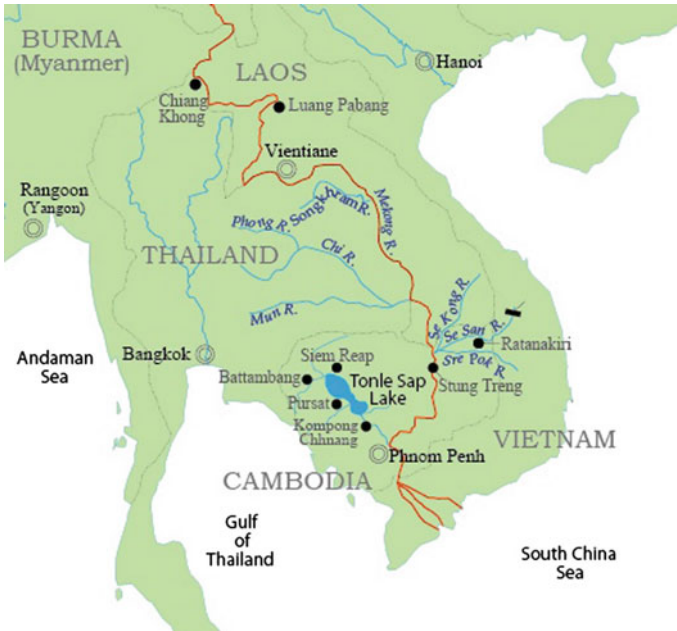 BURMA
(Myanmer)
LAOS
Hanoi
Chiang
Khong
Luang Pabang
Vientiane
Rangoon
(Yangon)
Phong R.
Songkhram R.
Mekong R.
THAILAND
Chi R.
Mun R.
Se Kong R.
Se San R.
Ratanakiri
Sre Pok R.
Andaman
Sea
Bangkok
Siem Reap
Battambang
Tonle Sap
Lake
Stung Treng
Pursat
Kompong
Chhnang
VIETNAM
Phnom Penh
CAMBODIA
Gulf
of
Thailand
South China
Sea